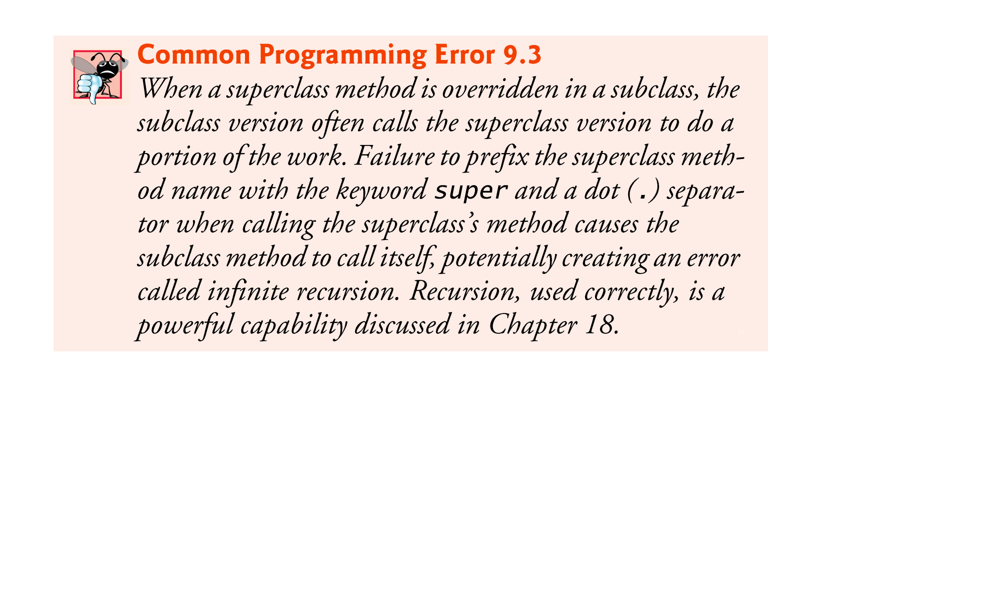 Common Programming Error 9.3
When a superclass method is overridden in a subclass, the
subclass version often calls the superclass version to do a
portion of the work. Failure to prefix the superclass meth-
od name with the keyword super and a dot (.) separa-
tor when calling the superclass’s method causes the
subclass method to call itself, potentially creating an error
called infinite recursion. Recursion, used correctly, is a
powerful capability discussed in Chapter 18.